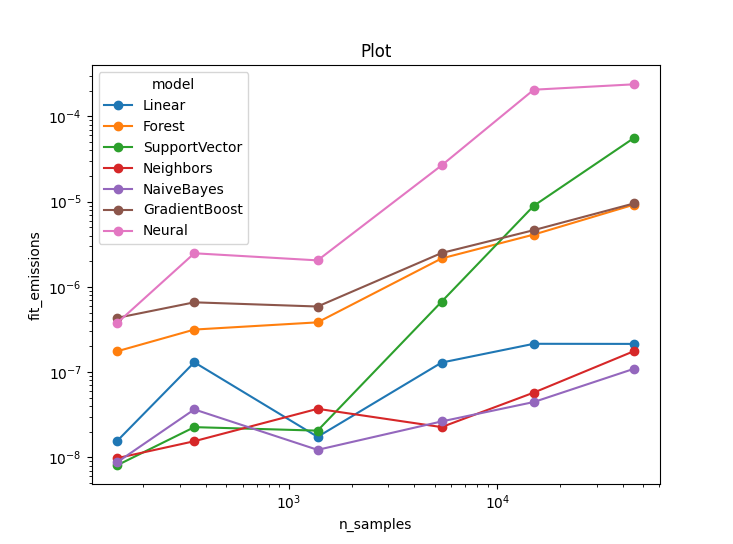 Plot
model
Linear
Forest
SupportVector
Neighbors
NaiveBayes
GradientBoost
Neural
fit_emissions
10⁻⁴
10⁻⁵
10⁻⁶
10⁻⁷
10⁻⁸
10³ 10⁴
n_samples